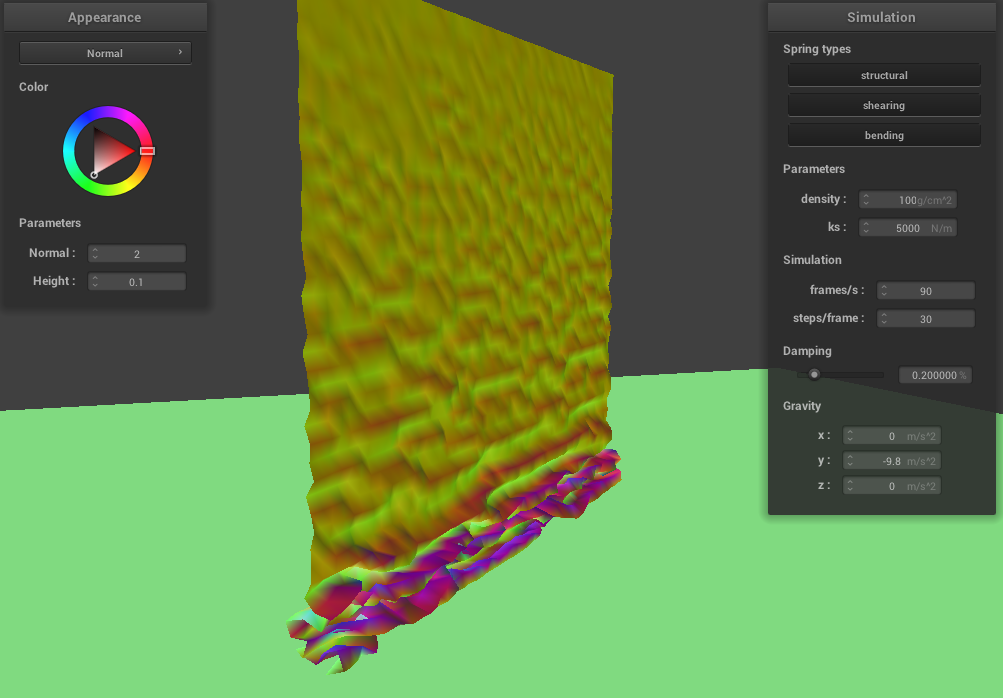 Appearance
Normal
Color
Parameters
Normal : 2
Height : 0.1
Simulation
Spring types
structural
shearing
bending
Parameters
density : 100 g/cm^2
ks : 5000 N/m
Simulation
frames/s : 90
steps/frame : 30
Damping
0.200000 %
Gravity
x : 0 m/s^2
y : -9.8 m/s^2
z : 0 m/s^2